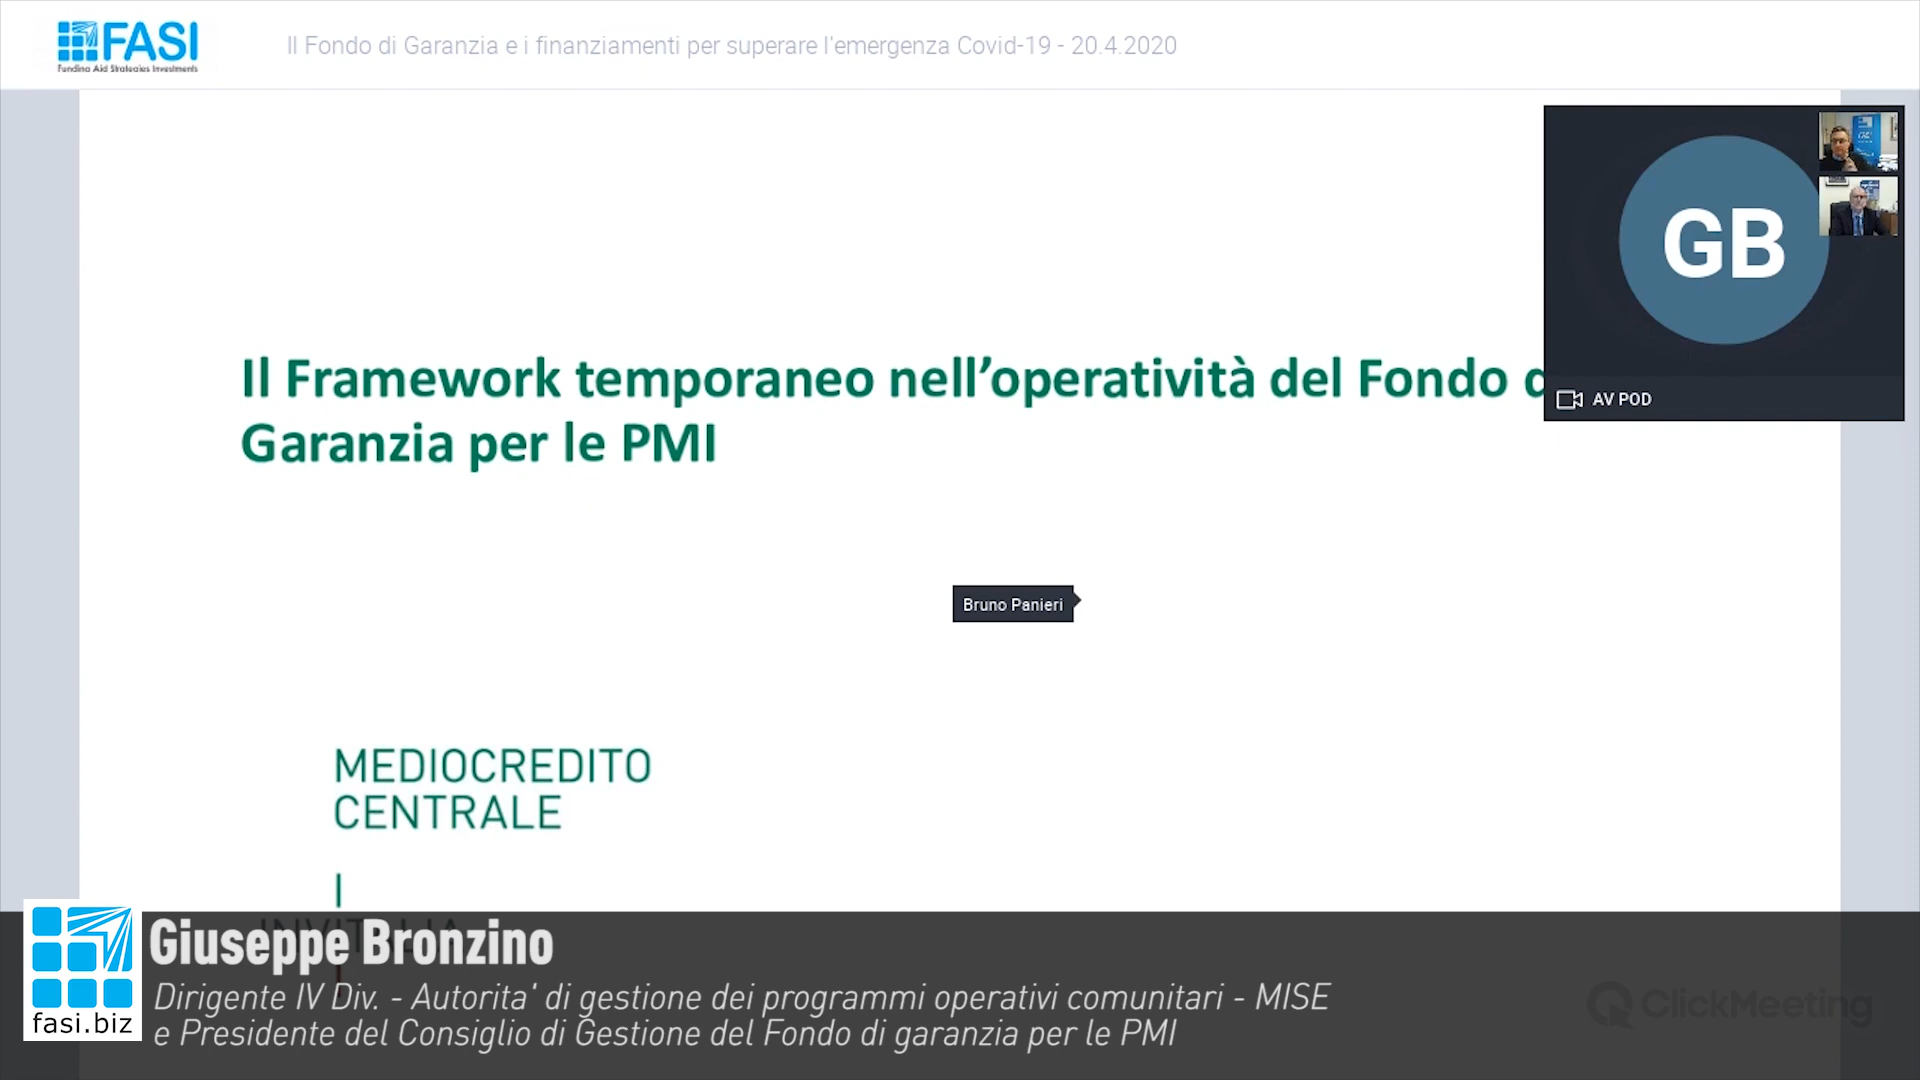 FASI
Funding Aid Strategies Investments
Il Fondo di Garanzia e i finanziamenti per superare l'emergenza Covid-19 - 20.4.2020
GB
AV POD
Il Framework temporaneo nell'operatività del Fondo d
Garanzia per le PMI
Bruno Panieri
MEDIOCREDITO
CENTRALE
Giuseppe Bronzino
Dirigente IV Div. - Autorita' di gestione dei programmi operativi comunitari - MISE
e Presidente del Consiglio di Gestione del Fondo di garanzia per le PMI
fasi.biz
ClickMeeting